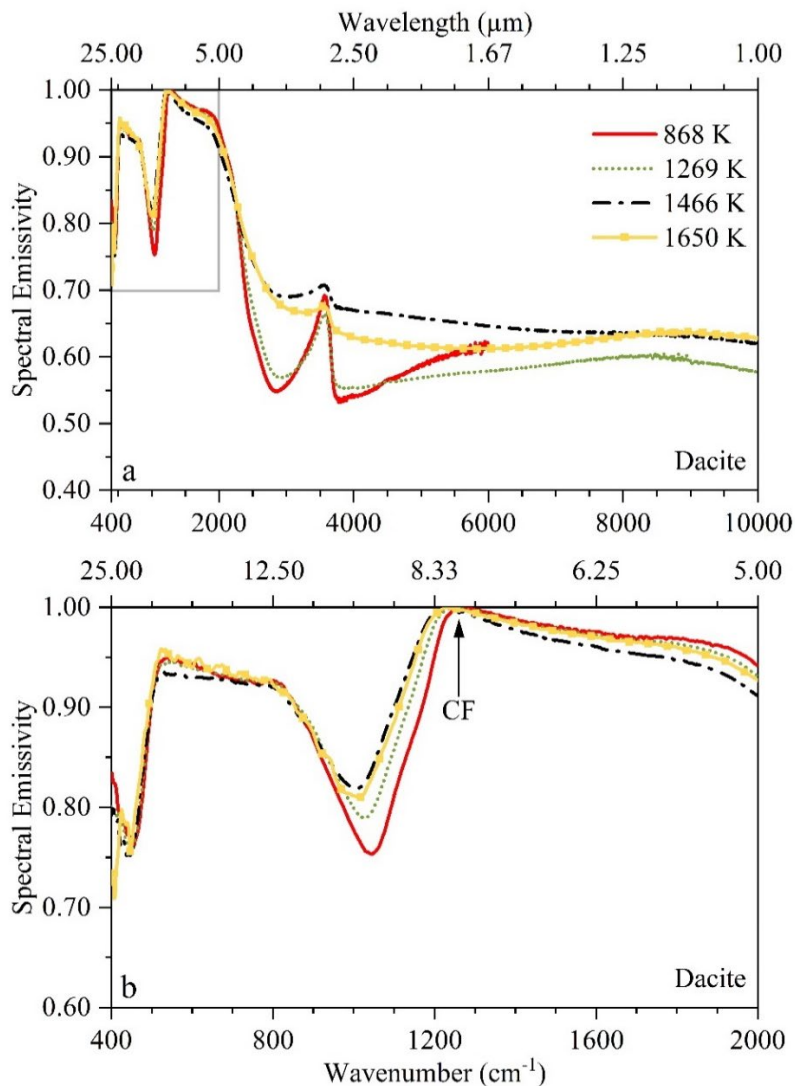 Wavelength (µm)
25.00 5.00 2.50 1.67 1.25 1.00
1.00
0.90
0.80
0.70
0.60
0.50
0.40
Spectral Emissivity
868 K
1269 K
1466 K
1650 K
a
Dacite
400 2000 4000 6000 8000 10000
25.00 12.50 8.33 6.25 5.00
1.00
0.90
0.80
0.70
0.60
Spectral Emissivity
CF
b
Dacite
400 800 1200 1600 2000
Wavenumber (cm⁻¹)